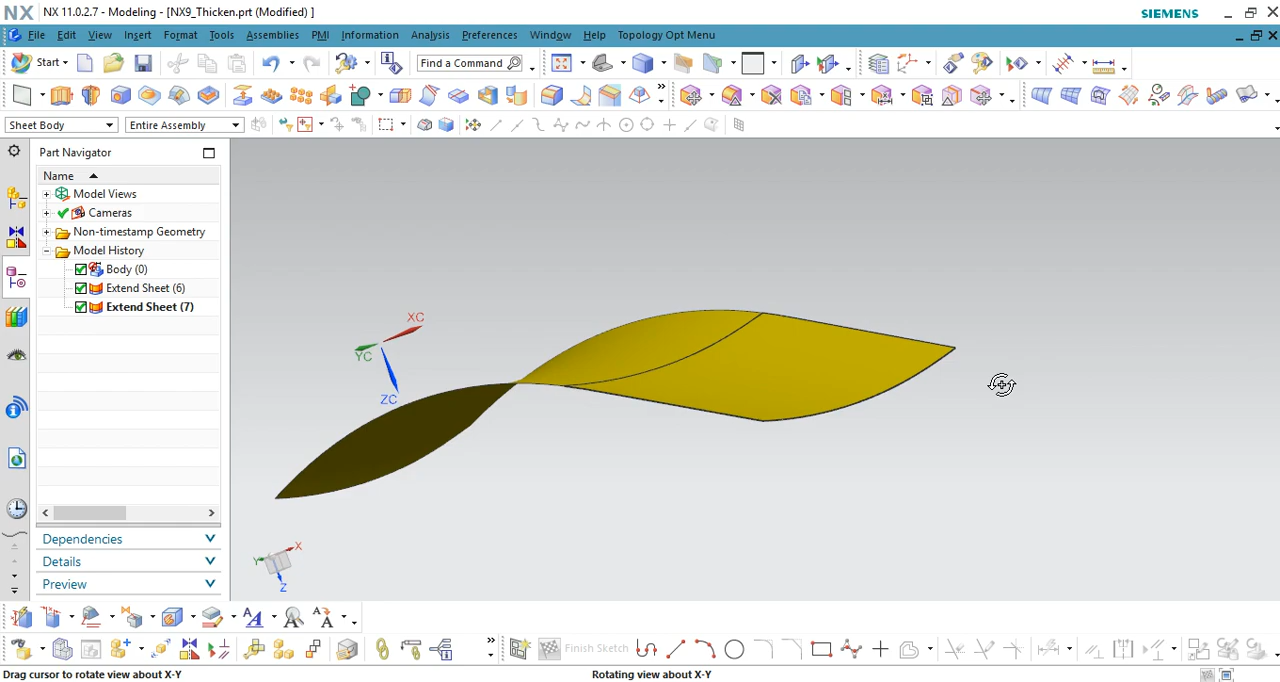 NX NX 11.0.2.7 - Modeling - [NX9_Thicken.prt (Modified) ] SIEMENS
File Edit View Insert Format Tools Assemblies PMI Information Analysis Preferences Window Help Topology Opt Menu
Start Find a Command
Sheet Body Entire Assembly
Part Navigator
Name
Model Views
Cameras
Non-timestamp Geometry
Model History
Body (0)
Extend Sheet (6)
Extend Sheet (7)
XC
YC
ZC
X
Y
Z
Dependencies
Details
Preview
Finish Sketch
Drag cursor to rotate view about X-Y Rotating view about X-Y